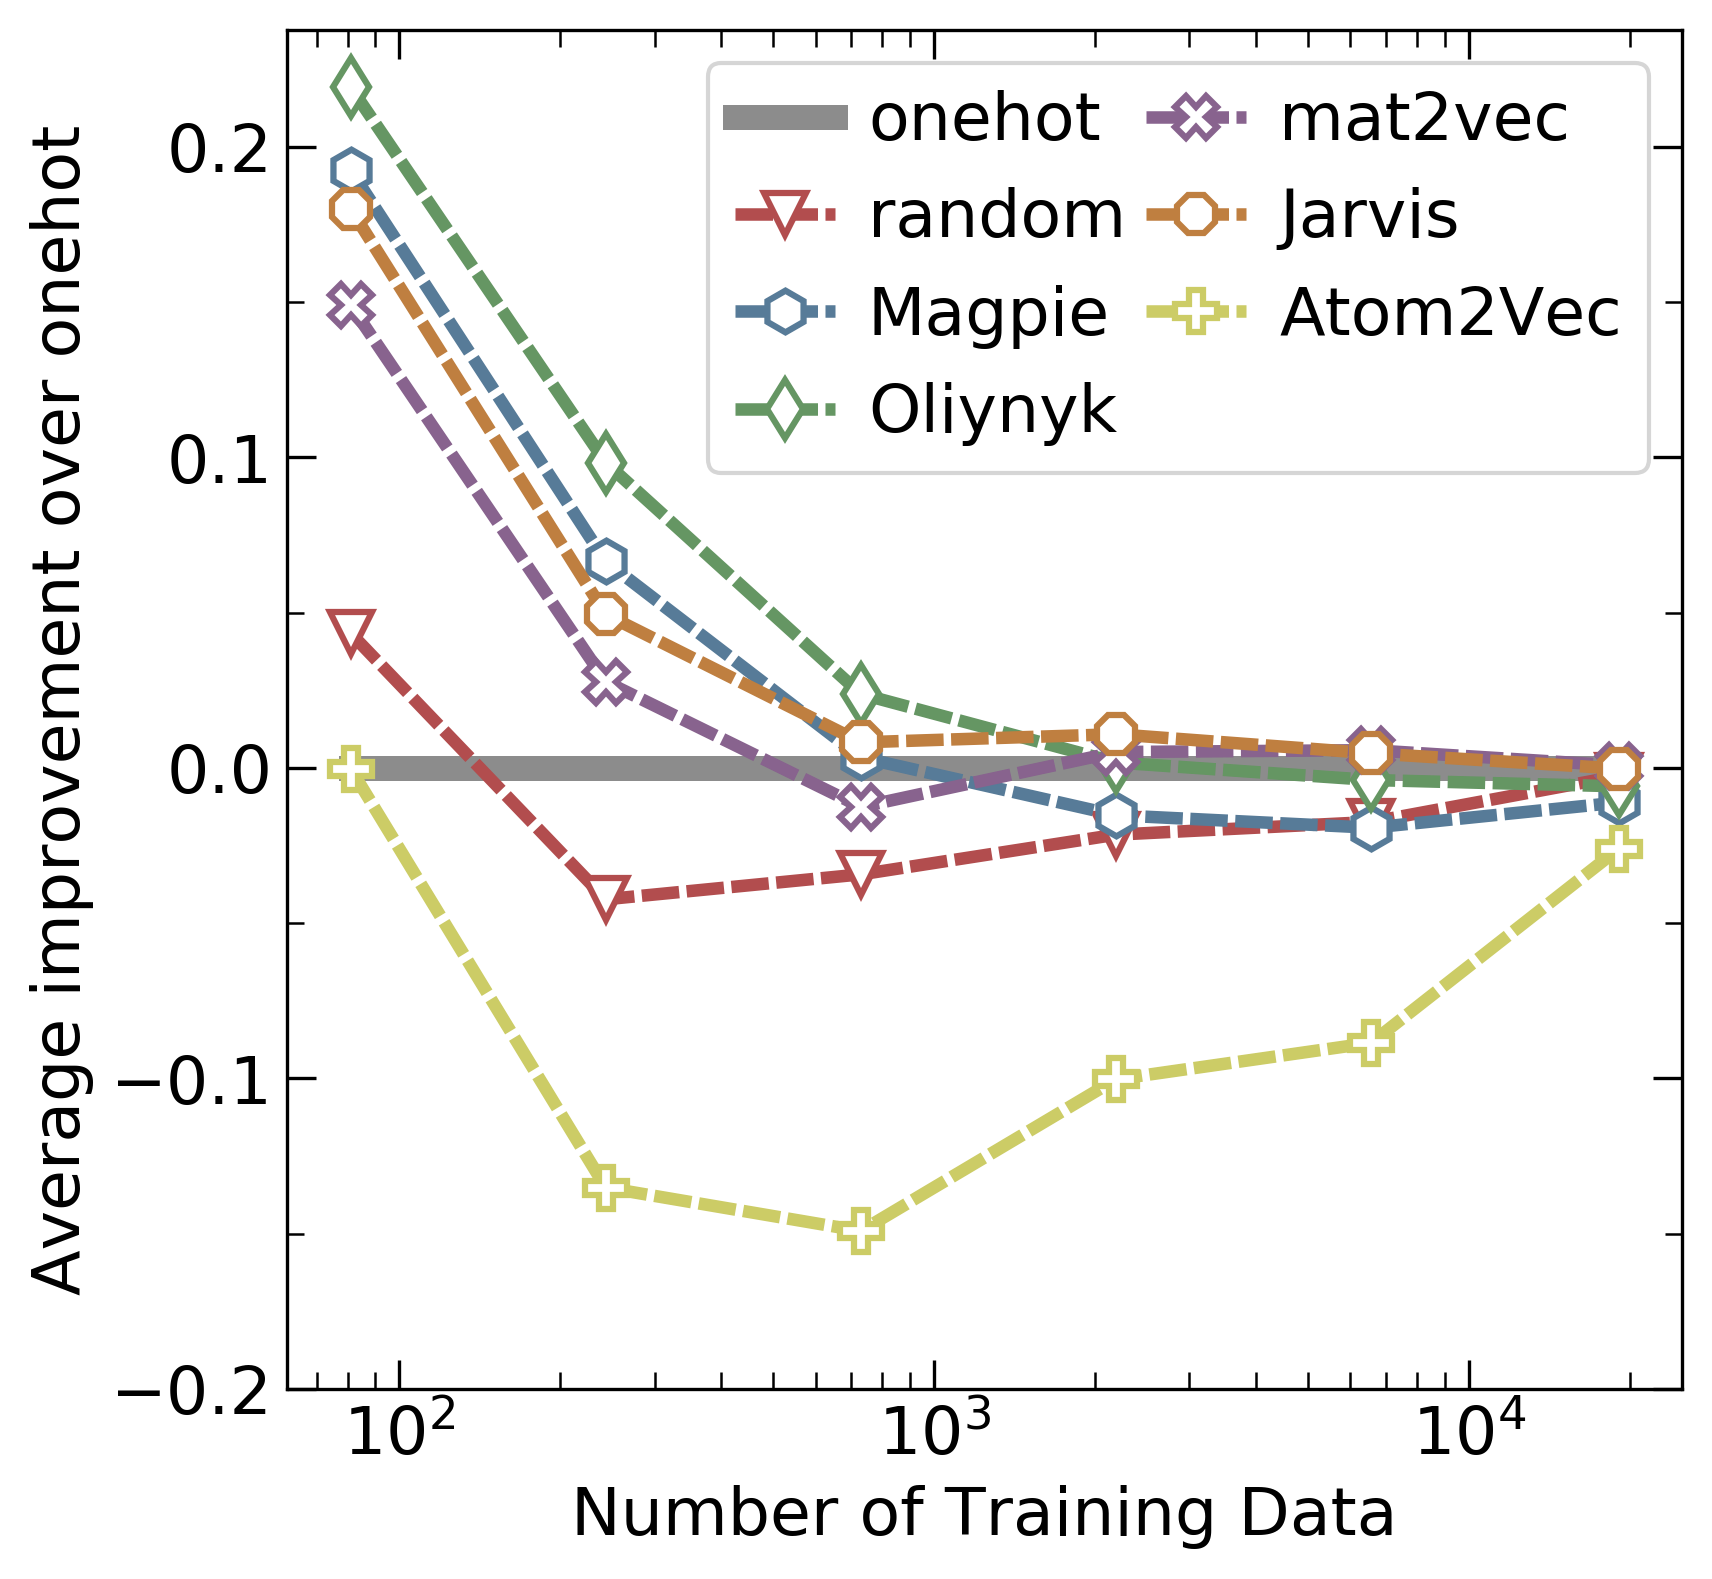 Average improvement over onehot
0.2
0.1
0.0
−0.1
−0.2
onehot
random
Magpie
Oliynyk
mat2vec
Jarvis
Atom2Vec
10²
10³
10⁴
Number of Training Data